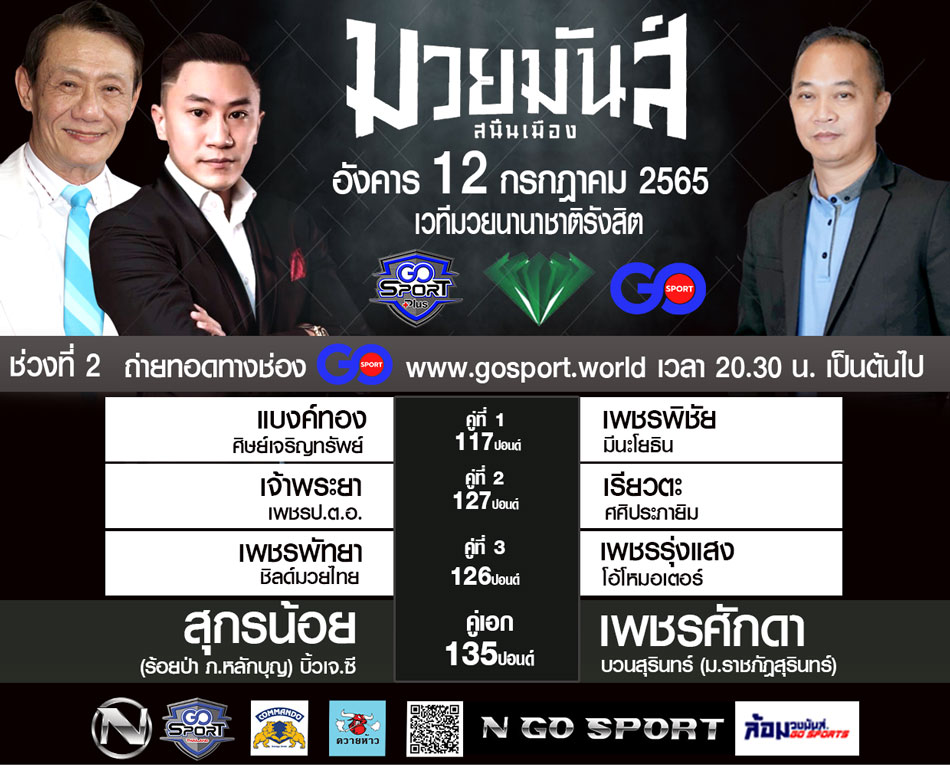 มวยมันส์
สนั่นเมือง
อังคาร 12 กรกฎาคม 2565
เวทีมวยนานาชาติรังสิต
GO SPORT Plus
GO SPORT
ช่วงที่ 2 ถ่ายทอดทางช่อง GO SPORT www.gosport.world เวลา 20.30 น. เป็นต้นไป
แบงค์ทอง
ศิษย์เจริญทรัพย์
คู่ที่ 1
117ปอนด์
เพชรพิชัย
มีนะโยธิน
เจ้าพระยา
เพชรป.ต.อ.
คู่ที่ 2
127ปอนด์
เรียวตะ
ศศิประภายิม
เพชรพัทยา
ชิลด์มวยไทย
คู่ที่ 3
126ปอนด์
เพชรรุ่งแสง
โอ้โหมอเตอร์
สุกรน้อย
(ร้อยป่า ภ.หลักบุญ) บิ้วเจ.ซี
คู่เอก
135ปอนด์
เพชรศักดา
บวนสุรินทร์ (ม.ราชภัฏสุรินทร์)
N
GO SPORT
COMMANDO
ควายห้าว
N GO SPORT
ล้อมวงมันส์
GO SPORTS